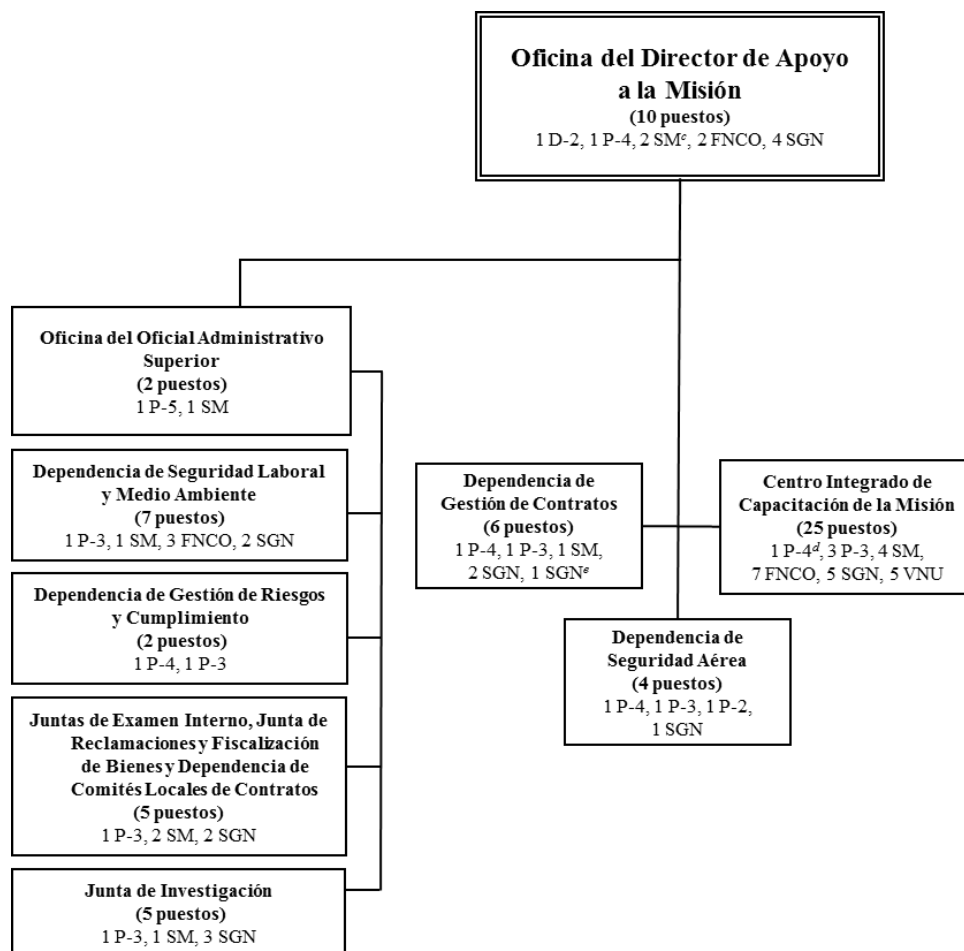 Oficina del Director de Apoyo
a la Misión
(10 puestos)
1 D-2, 1 P-4, 2 SMᶜ, 2 FNCO, 4 SGN
Oficina del Oficial Administrativo
Superior
(2 puestos)
1 P-5, 1 SM
Dependencia de Seguridad Laboral
y Medio Ambiente
(7 puestos)
1 P-3, 1 SM, 3 FNCO, 2 SGN
Dependencia de Gestión de Riesgos
y Cumplimiento
(2 puestos)
1 P-4, 1 P-3
Juntas de Examen Interno, Junta de
Reclamaciones y Fiscalización
de Bienes y Dependencia de
Comités Locales de Contratos
(5 puestos)
1 P-3, 2 SM, 2 SGN
Junta de Investigación
(5 puestos)
1 P-3, 1 SM, 3 SGN
Dependencia de
Gestión de Contratos
(6 puestos)
1 P-4, 1 P-3, 1 SM,
2 SGN, 1 SGNᵉ
Centro Integrado de
Capacitación de la Misión
(25 puestos)
1 P-4ᵈ, 3 P-3, 4 SM,
7 FNCO, 5 SGN, 5 VNU
Dependencia de
Seguridad Aérea
(4 puestos)
1 P-4, 1 P-3, 1 P-2,
1 SGN